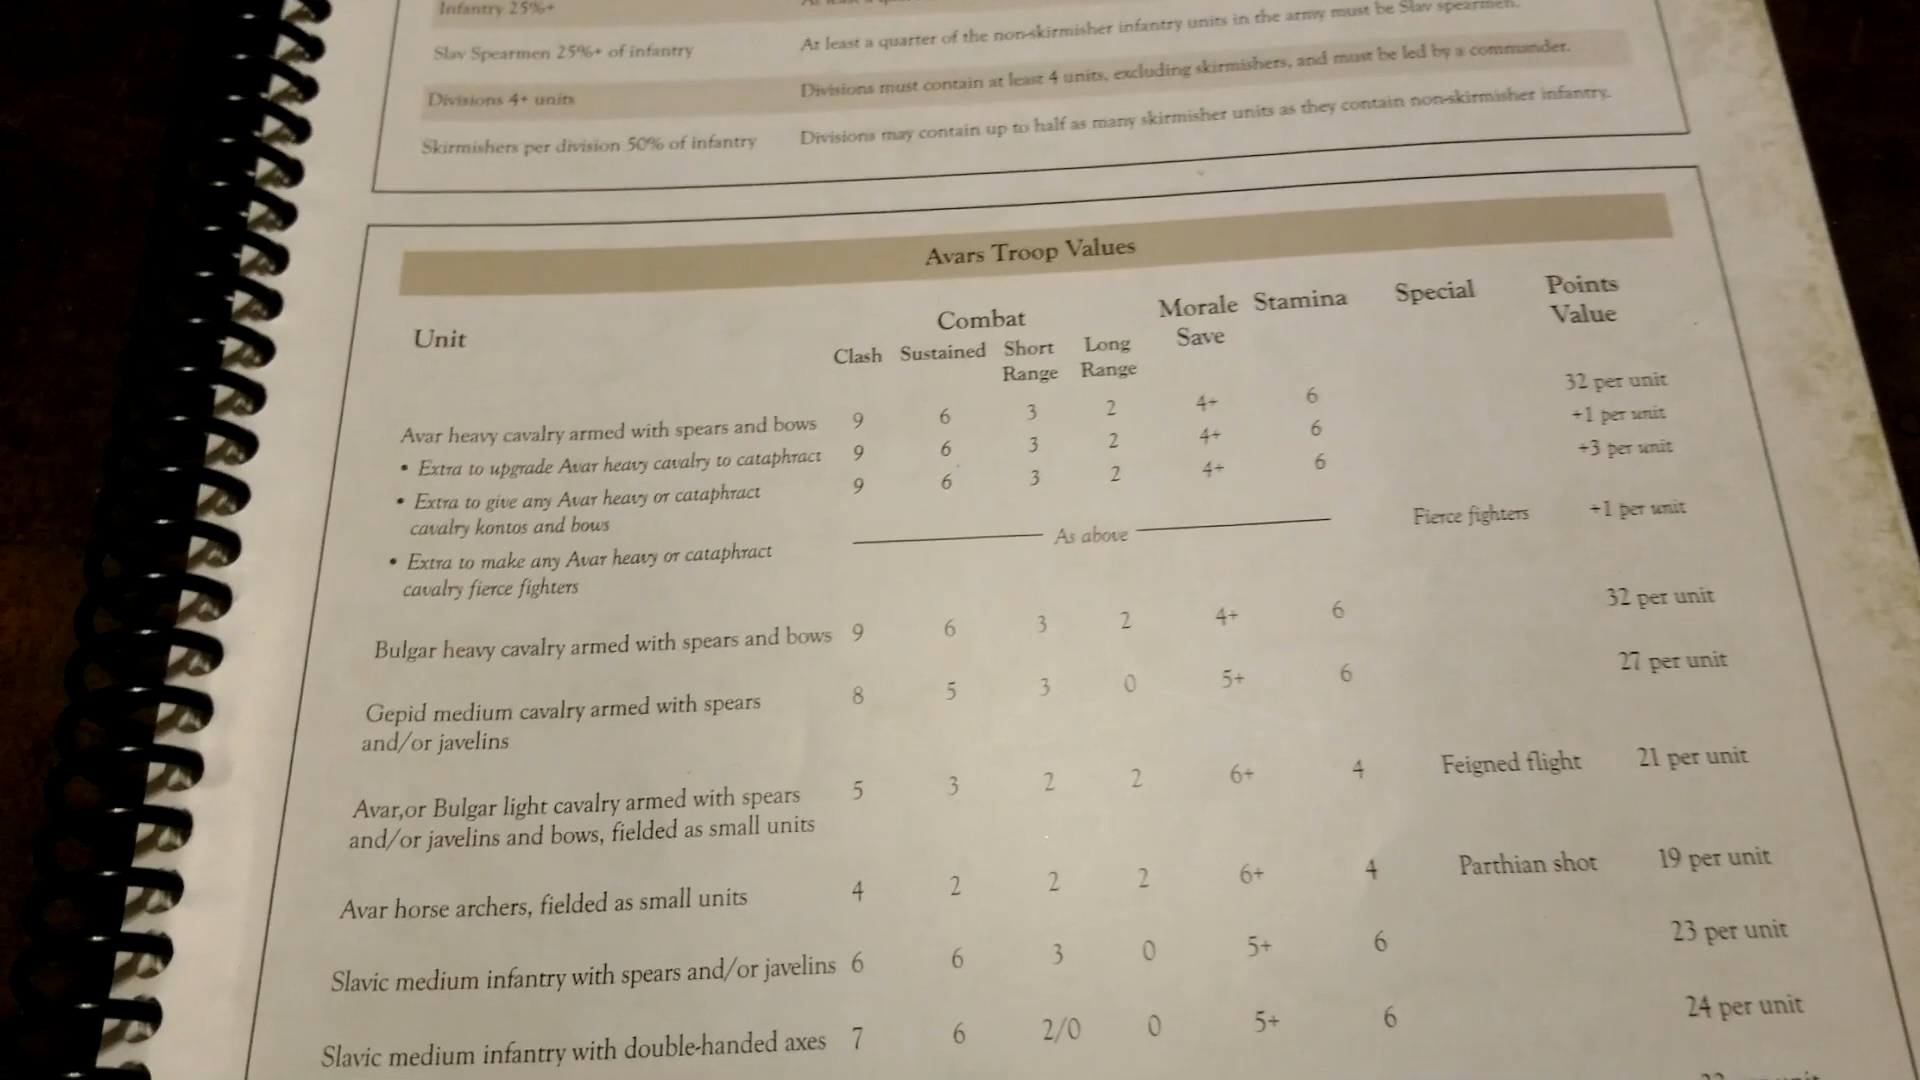 Infantry 25%+
Slav Spearmen 25%+ of infantry At least a quarter of the non-skirmisher infantry units in the army must be Slav spearmen.
Divisions 4+ units Divisions must contain at least 4 units, excluding skirmishers, and must be led by a commander.
Skirmishers per division 50% of infantry Divisions may contain up to half as many skirmisher units as they contain non-skirmisher infantry.
Avars Troop Values
Unit Combat Morale Save Stamina Special Points Value
Clash Sustained Short Range Long Range
Avar heavy cavalry armed with spears and bows 9 6 3 2 4+ 6 32 per unit
• Extra to upgrade Avar heavy cavalry to cataphract 9 6 3 2 4+ 6 +1 per unit
• Extra to give any Avar heavy or cataphract 9 6 3 2 4+ 6 +3 per unit
cavalry kontos and bows
• Extra to make any Avar heavy or cataphract As above Fierce fighters +1 per unit
cavalry fierce fighters
Bulgar heavy cavalry armed with spears and bows 9 6 3 2 4+ 6 32 per unit
Gepid medium cavalry armed with spears 8 5 3 0 5+ 6 27 per unit
and/or javelins
Avar,or Bulgar light cavalry armed with spears 5 3 2 2 6+ 4 Feigned flight 21 per unit
and/or javelins and bows, fielded as small units
Avar horse archers, fielded as small units 4 2 2 2 6+ 4 Parthian shot 19 per unit
Slavic medium infantry with spears and/or javelins 6 6 3 0 5+ 6 23 per unit
Slavic medium infantry with double-handed axes 7 6 2/0 0 5+ 6 24 per unit